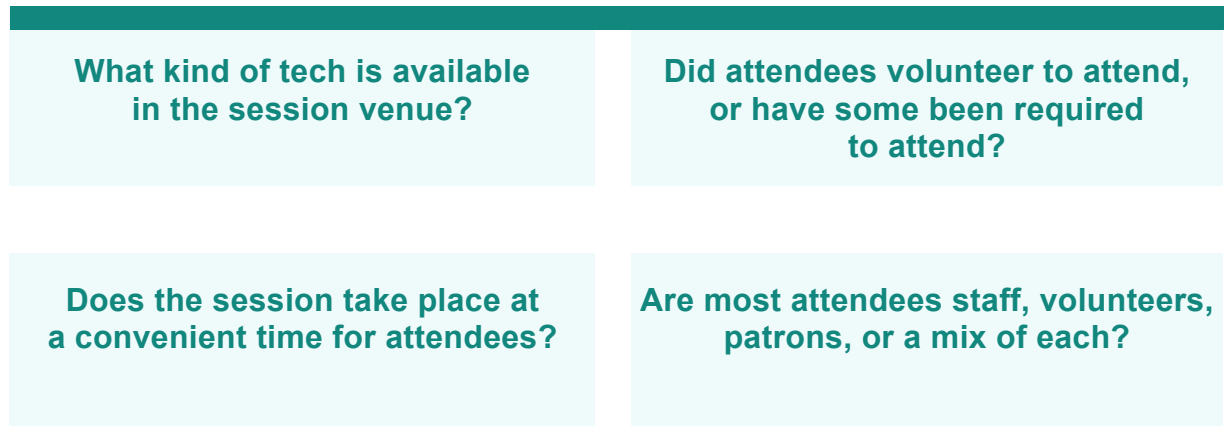 What kind of tech is available
in the session venue?
Did attendees volunteer to attend,
or have some been required
to attend?
Does the session take place at
a convenient time for attendees?
Are most attendees staff, volunteers,
patrons, or a mix of each?